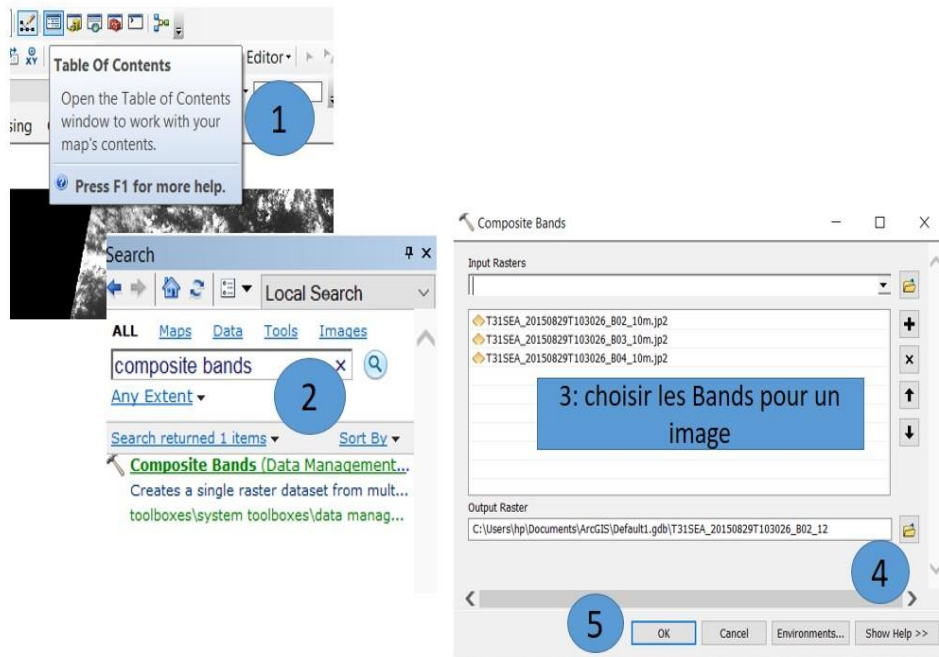 XY
Editor
Table Of Contents
Open the Table of Contents
window to work with your
map's contents.
Press F1 for more help.
sing
1
Search
Local Search
ALL Maps Data Tools Images
composite bands
Any Extent
2
Search returned 1 items Sort By
Composite Bands (Data Management...
Creates a single raster dataset from mult...
toolboxes\system toolboxes\data manag...
Composite Bands
Input Rasters
T31SEA_20150829T103026_B02_10m.jp2
T31SEA_20150829T103026_B03_10m.jp2
T31SEA_20150829T103026_B04_10m.jp2
3: choisir les Bands pour un
image
Output Raster
C:\Users\hp\Documents\ArcGIS\Default1.gdb\T31SEA_20150829T103026_B02_12
4
5
OK Cancel Environments... Show Help >>